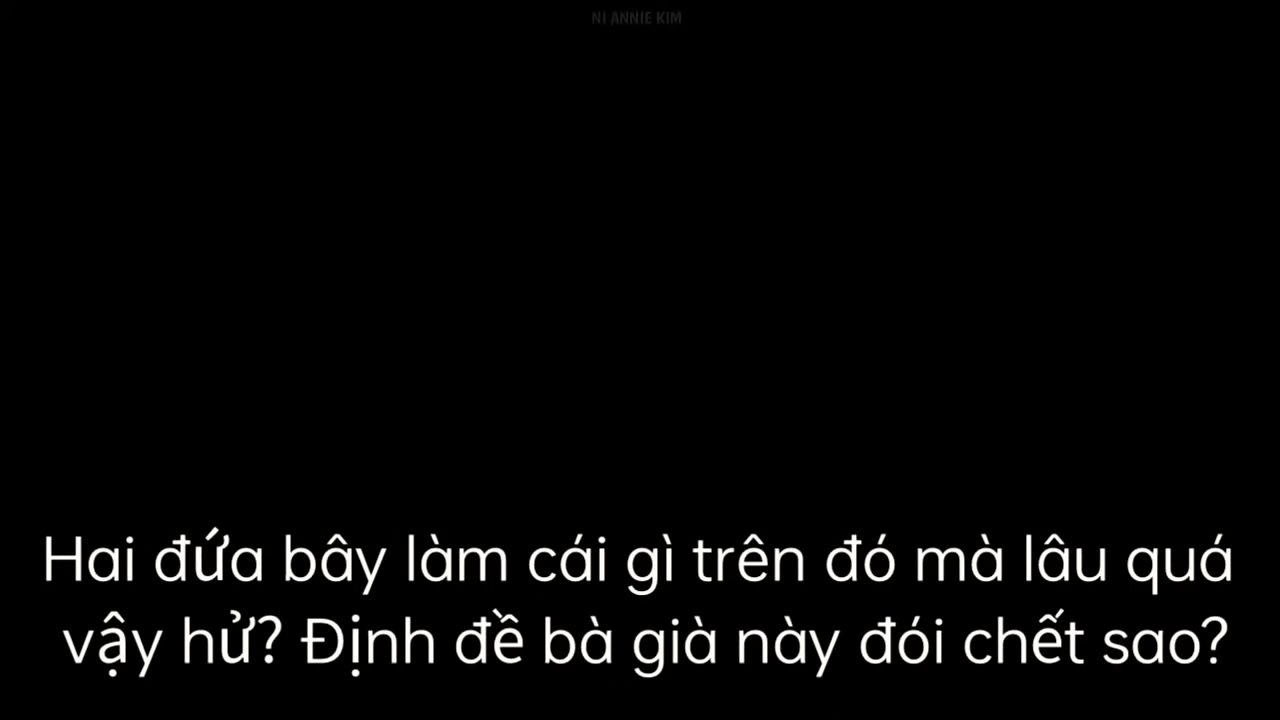 NI ANNIE KIM
Hai đứa bây làm cái gì trên đó mà lâu quá
vậy hử? Định đề bà già này đói chết sao?